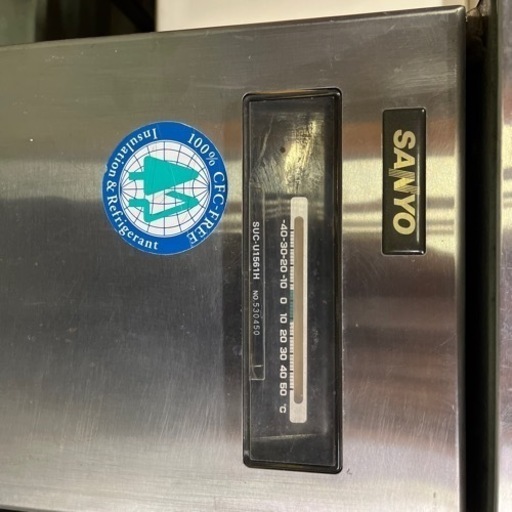 SANYO
-40-30-20-10 0 10 20 30 40 50 °C
SUC-U1561H NO.530450
100% CFC-FREE
Insulation & Refrigerant